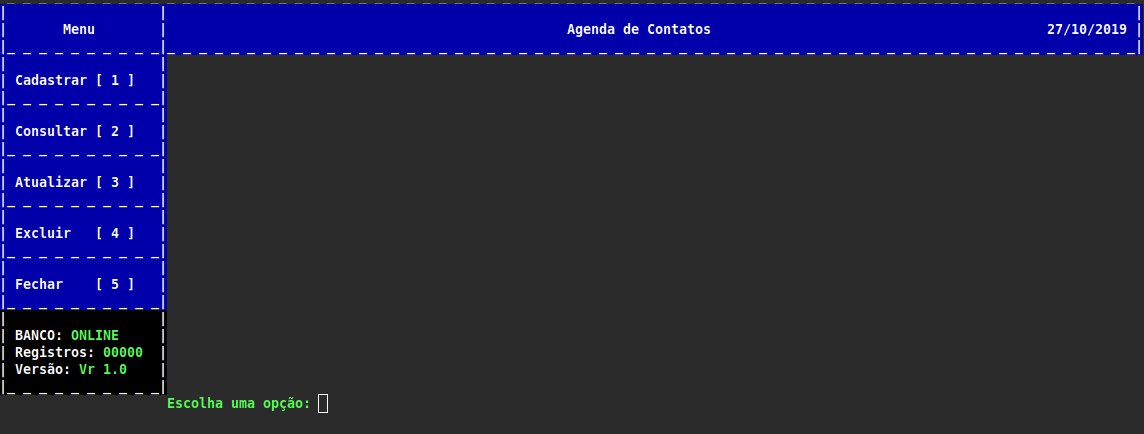 Menu Agenda de Contatos 27/10/2019
Cadastrar [ 1 ]
Consultar [ 2 ]
Atualizar [ 3 ]
Excluir [ 4 ]
Fechar [ 5 ]
BANCO: ONLINE
Registros: 00000
Versão: Vr 1.0
Escolha uma opção: